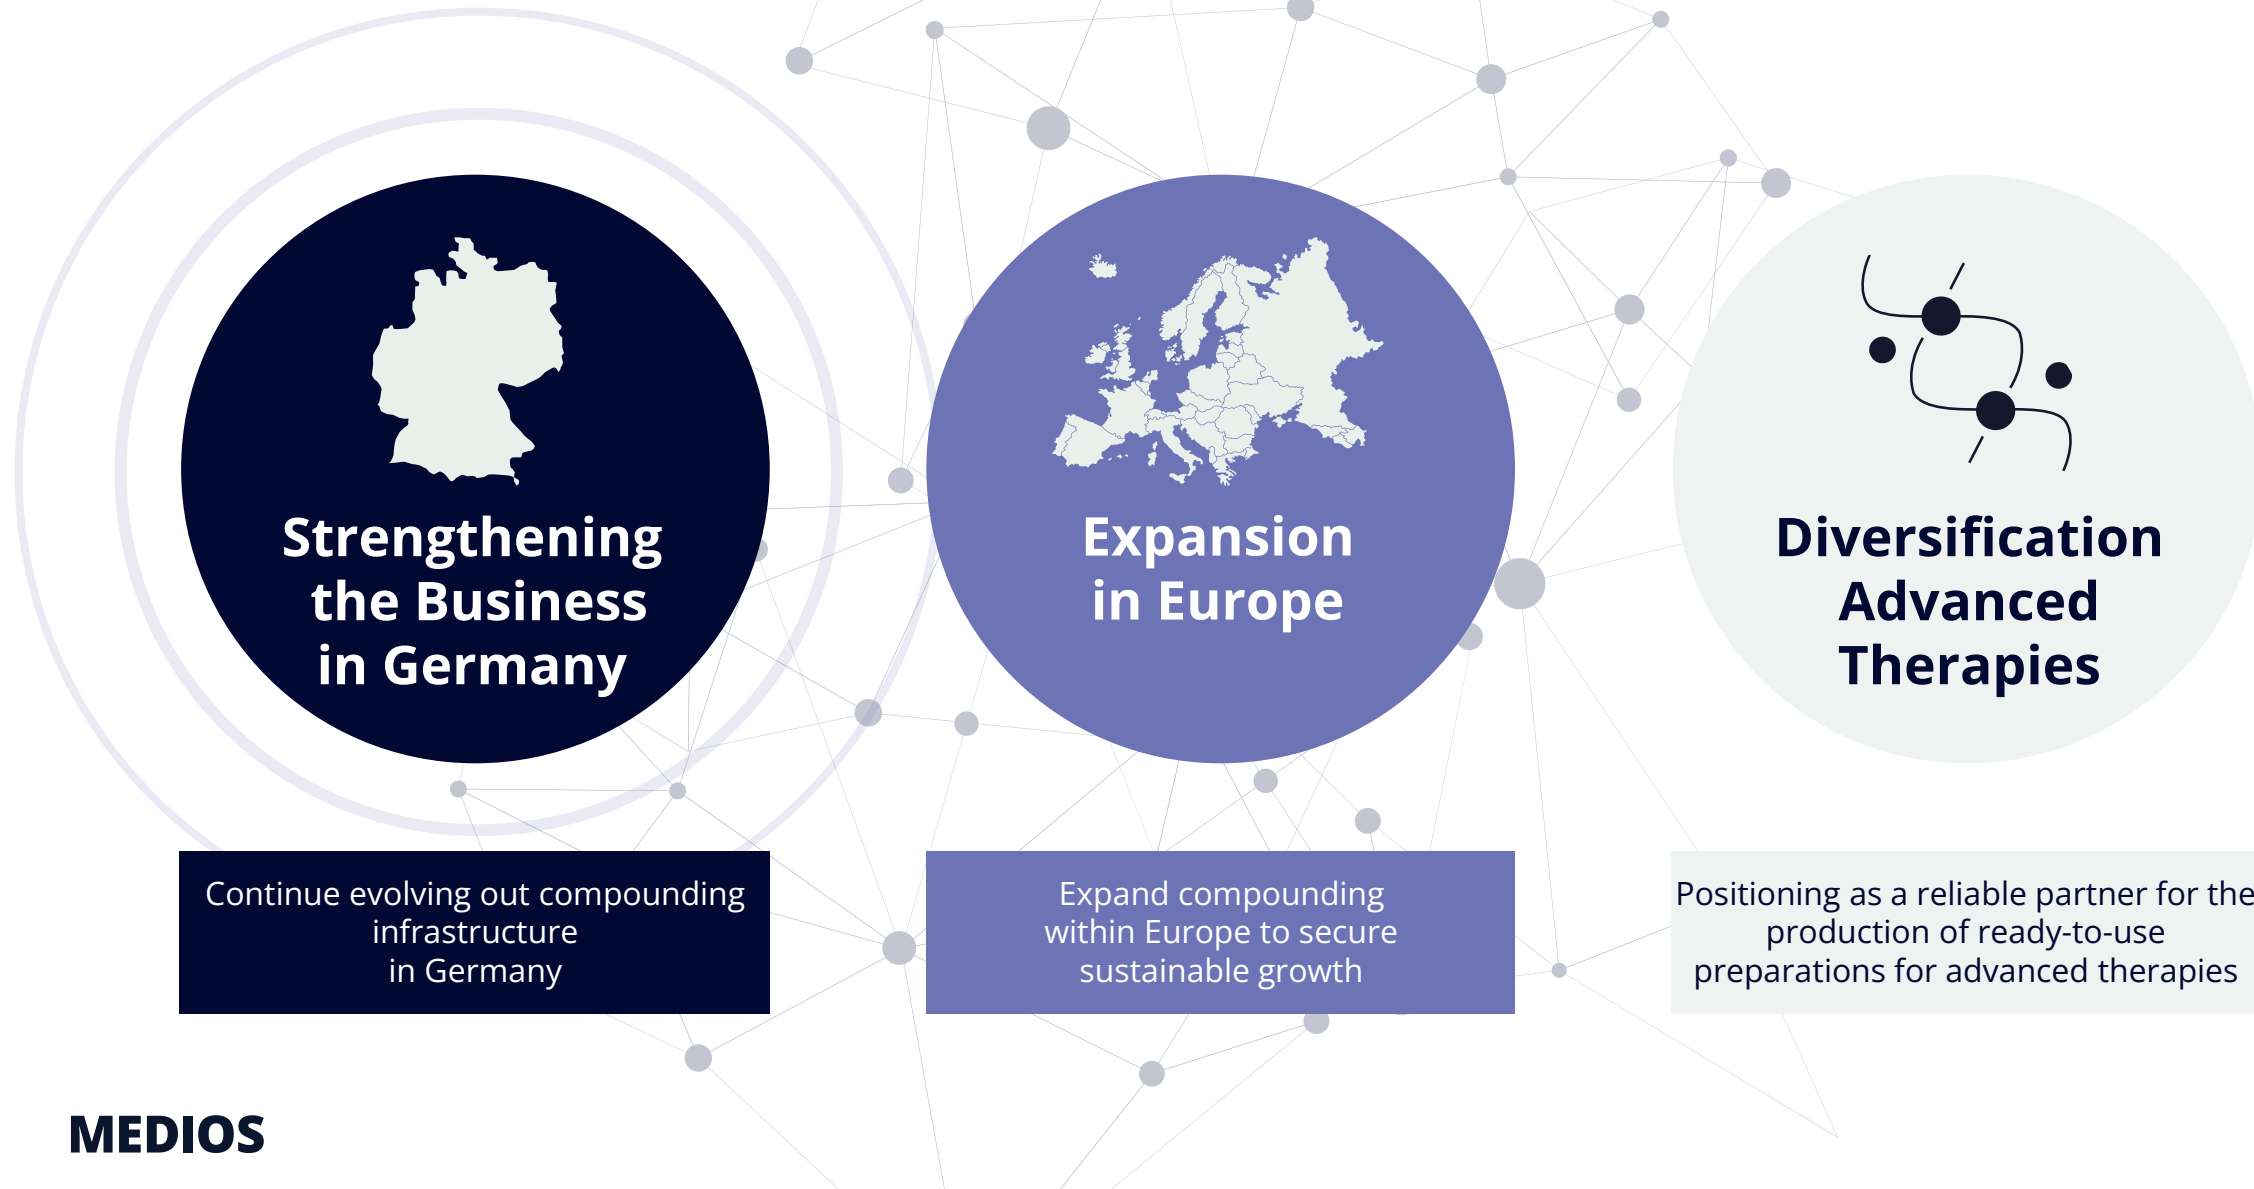 Strengthening
the Business
in Germany
Continue evolving out compounding
infrastructure
in Germany
Expansion
in Europe
Expand compounding
within Europe to secure
sustainable growth
Diversification
Advanced
Therapies
Positioning as a reliable partner for the
production of ready-to-use
preparations for advanced therapies
MEDIOS